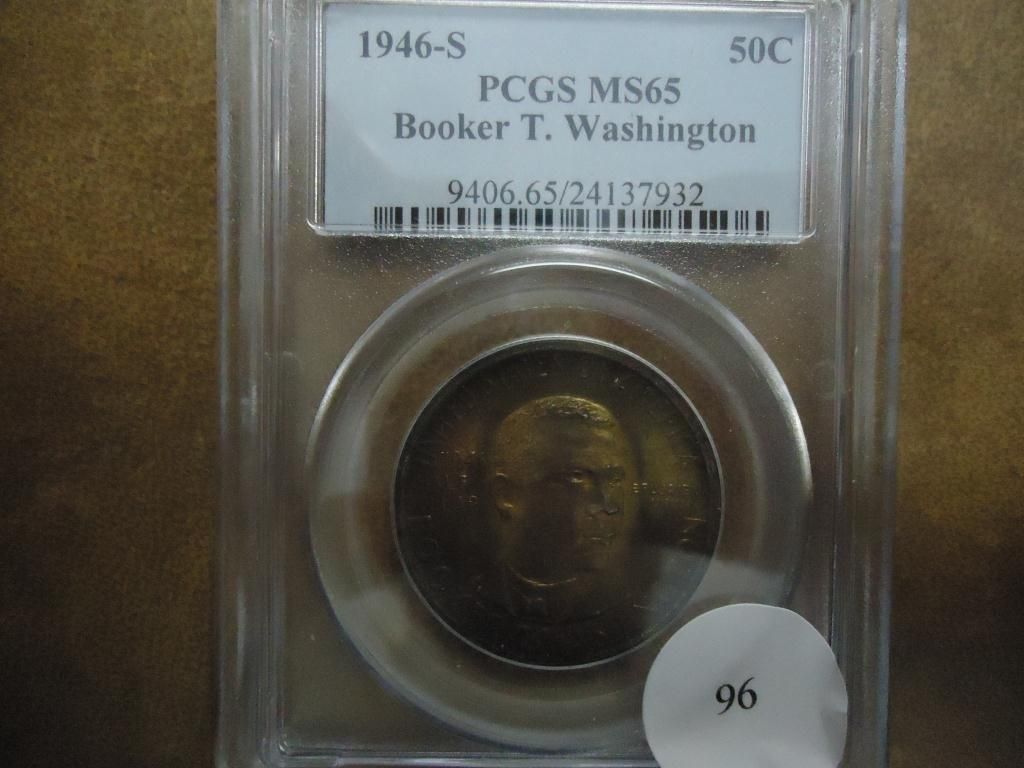 1946-S 50C
PCGS MS65
Booker T. Washington
9406.65/24137932
96